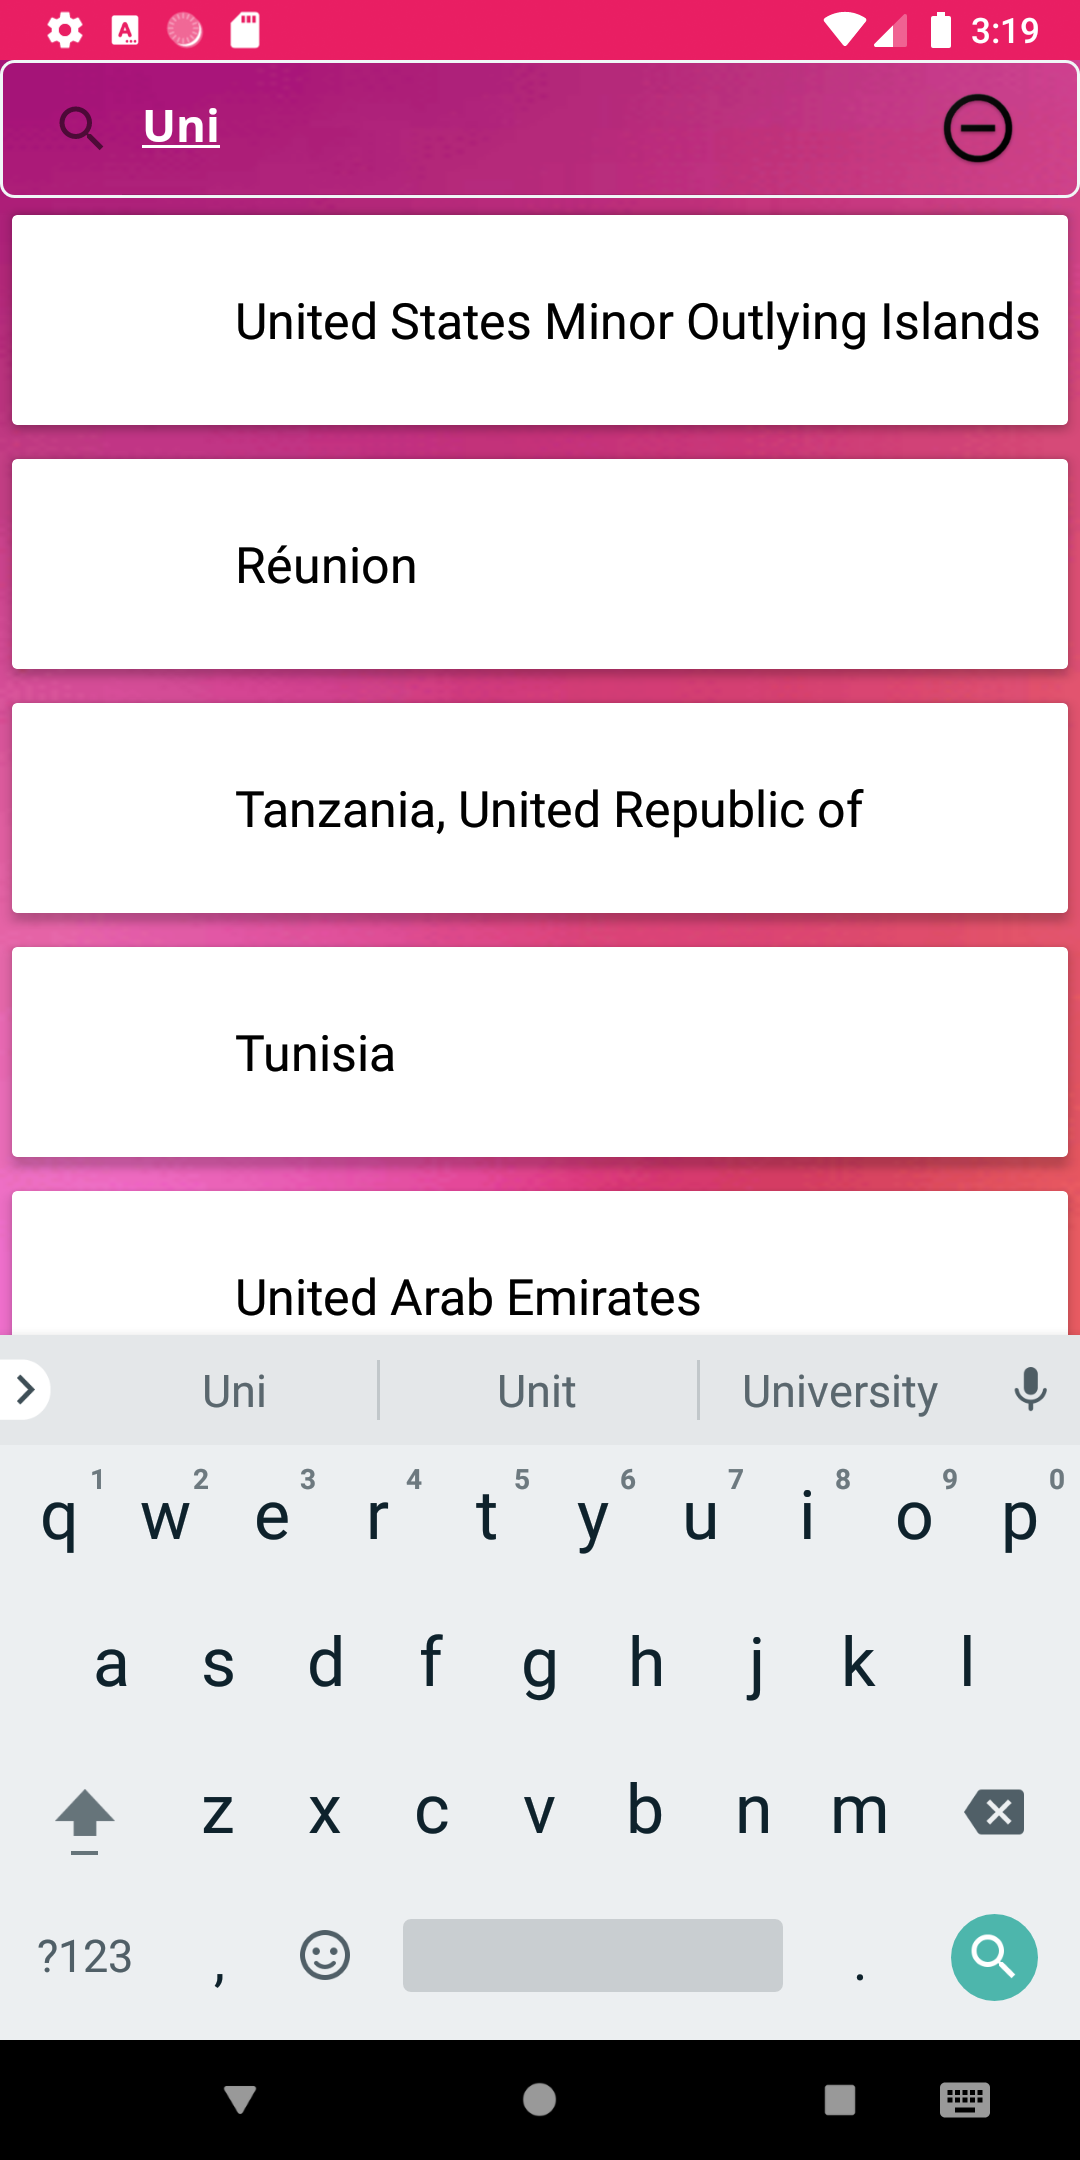 3:19
Uni
United States Minor Outlying Islands
Réunion
Tanzania, United Republic of
Tunisia
United Arab Emirates
Uni Unit University
1 2 3 4 5 6 7 8 9 0
q w e r t y u i o p
a s d f g h j k l
z x c v b n m
?123 , .